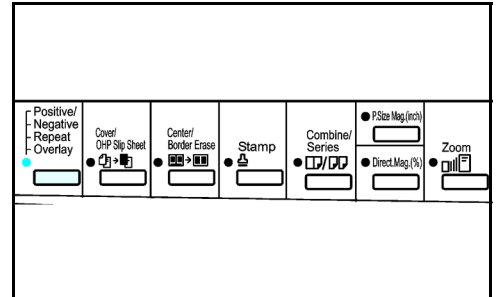 Positive/
Negative
Repeat
Overlay
Cover/
OHP Slip Sheet
Center/
Border Erase
Stamp
Combine/
Series
P.Size Mag.(inch)
Direct.Mag.(%)
Zoom